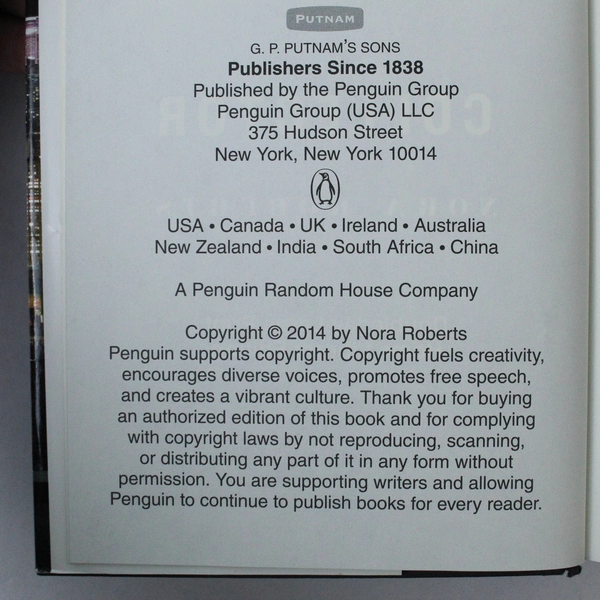 PUTNAM
G. P. PUTNAM'S SONS
Publishers Since 1838
Published by the Penguin Group
Penguin Group (USA) LLC
375 Hudson Street
New York, New York 10014
USA • Canada • UK • Ireland • Australia
New Zealand • India • South Africa • China
A Penguin Random House Company
Copyright © 2014 by Nora Roberts
Penguin supports copyright. Copyright fuels creativity,
encourages diverse voices, promotes free speech,
and creates a vibrant culture. Thank you for buying
an authorized edition of this book and for complying
with copyright laws by not reproducing, scanning,
or distributing any part of it in any form without
permission. You are supporting writers and allowing
Penguin to continue to publish books for every reader.